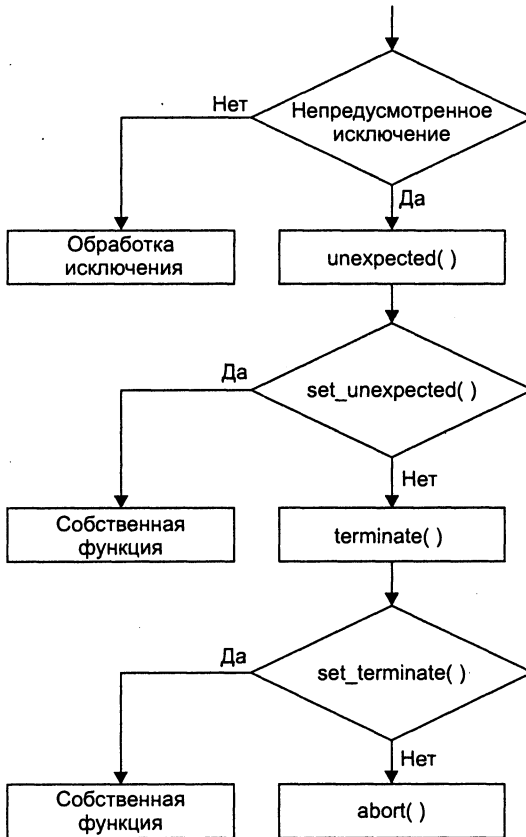 Нет
Непредусмотренное
исключение
Да
Обработка
исключения
unexpected( )
Да
set_unexpected( )
Нет
Собственная
функция
terminate( )
Да
set_terminate( )
Нет
Собственная
функция
abort( )